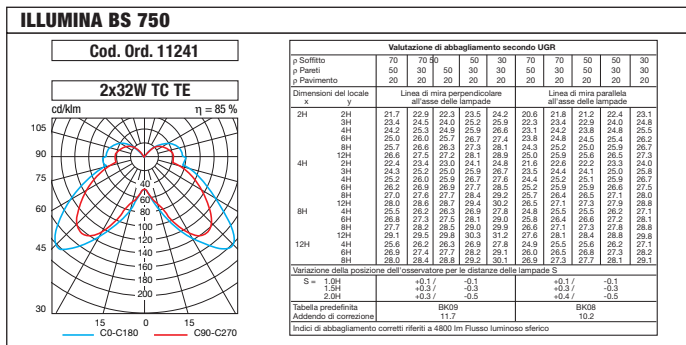 ILLUMINA BS 750
Cod. Ord. 11241
2x32W TC TE
cd/klm η = 85 %
105
90
75
60
45
30
15 0 15
40
60
80
100
120
140
160
180
200
C0-C180 C90-C270
Valutazione di abbagliamento secondo UGR
ρ Soffitto 70 70 50 50 50 30 70 70 50 50 30
ρ Pareti 50 30 50 30 30 50 30 50 30 30
ρ Pavimento 20 20 20 20 20 20 20 20 20 20
Dimensioni del locale Linea di mira perpendicolare Linea di mira parallela
x y all'asse delle lampade all'asse delle lampade
2H 2H 21.7 22.9 22.3 23.5 24.2 20.6 21.8 21.2 22.4 23.1
3H 23.4 24.5 24.0 25.2 25.9 22.3 23.4 22.9 24.0 24.8
4H 24.2 25.3 24.9 25.9 26.6 23.1 24.2 23.8 24.8 25.5
6H 25.0 26.0 25.7 26.7 27.4 23.8 24.8 24.5 25.4 26.2
8H 25.7 26.6 26.3 27.3 28.1 24.3 25.2 25.0 25.9 26.7
12H 26.6 27.5 27.2 28.1 28.9 25.0 25.9 25.6 26.5 27.3
4H 2H 22.4 23.4 23.0 24.1 24.8 21.6 22.6 22.2 23.3 24.0
3H 24.3 25.2 25.0 25.9 26.7 23.5 24.4 24.1 25.0 25.8
4H 25.2 26.0 25.9 26.7 27.6 24.4 25.2 25.1 25.9 26.7
6H 26.2 26.9 26.9 27.7 28.5 25.2 25.9 25.9 26.6 27.5
8H 27.0 27.6 27.7 28.4 29.2 25.7 26.4 26.5 27.1 28.0
12H 28.0 28.6 28.7 29.4 30.2 26.5 27.1 27.3 27.9 28.8
8H 4H 25.5 26.2 26.3 26.9 27.8 24.8 25.5 25.5 26.2 27.1
6H 26.8 27.3 27.5 28.1 29.0 25.8 26.4 26.6 27.2 28.1
8H 27.7 28.2 28.5 29.0 29.9 26.6 27.1 27.3 27.8 28.8
12H 29.1 29.5 29.8 30.3 31.2 27.6 28.1 28.4 28.8 29.8
12H 4H 25.6 26.2 26.3 26.9 27.8 24.9 25.5 25.6 26.2 27.1
6H 26.9 27.4 27.7 28.2 29.1 26.0 26.5 26.8 27.3 28.2
8H 28.0 28.4 28.8 29.2 30.1 26.9 27.3 27.7 28.1 29.1
Variazione della posizione dell'osservatore per le distanze delle lampade S
S = 1.0H +0.1 / -0.1 +0.1 / -0.1
1.5H +0.3 / -0.3 +0.3 / -0.3
2.0H +0.3 / -0.5 +0.4 / -0.5
Tabella predefinita BK09 BK08
Addendo di correzione 11.7 10.2
Indici di abbagliamento corretti riferiti a 4800 lm Flusso luminoso sferico